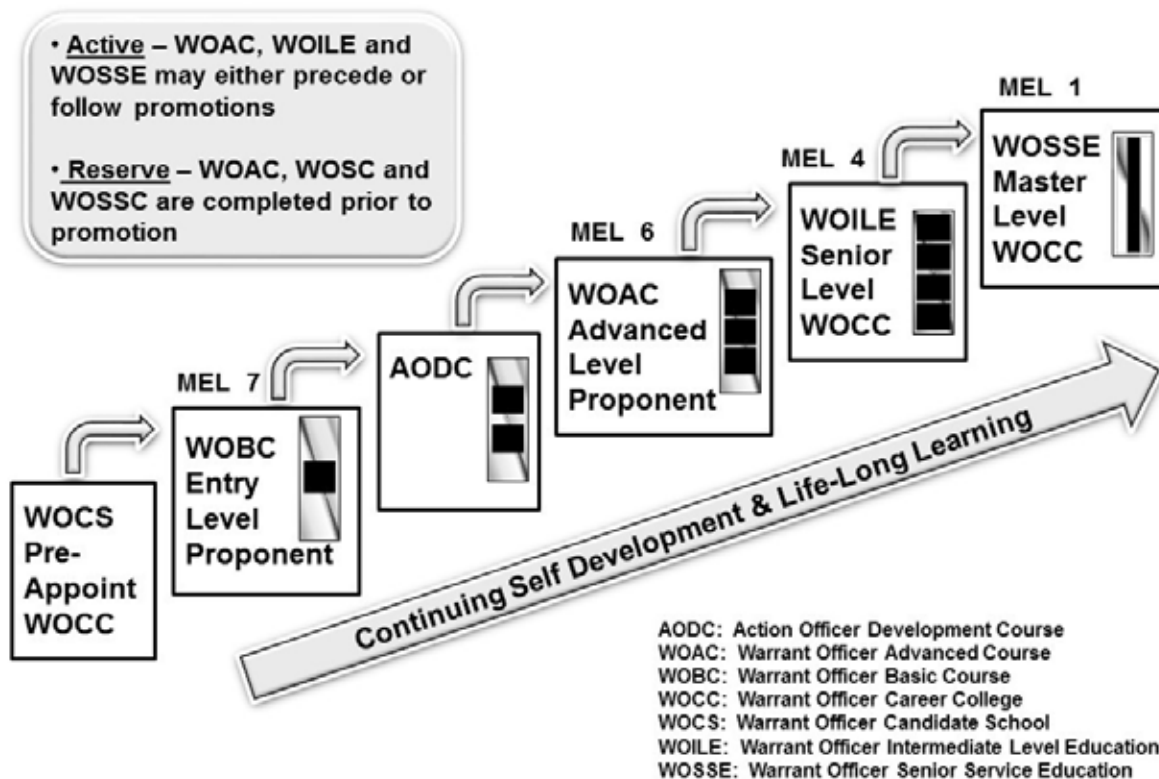 • Active – WOAC, WOILE and
WOSSE may either precede or
follow promotions
• Reserve – WOAC, WOSC and
WOSSC are completed prior to
promotion
MEL 1
WOSSE
Master
Level
WOCC
MEL 4
WOILE
Senior
Level
WOCC
MEL 6
WOAC
Advanced
Level
Proponent
AODC
MEL 7
WOBC
Entry
Level
Proponent
WOCS
Pre-
Appoint
WOCC
Continuing Self Development & Life-Long Learning
AODC: Action Officer Development Course
WOAC: Warrant Officer Advanced Course
WOBC: Warrant Officer Basic Course
WOCC: Warrant Officer Career College
WOCS: Warrant Officer Candidate School
WOILE: Warrant Officer Intermediate Level Education
WOSSE: Warrant Officer Senior Service Education